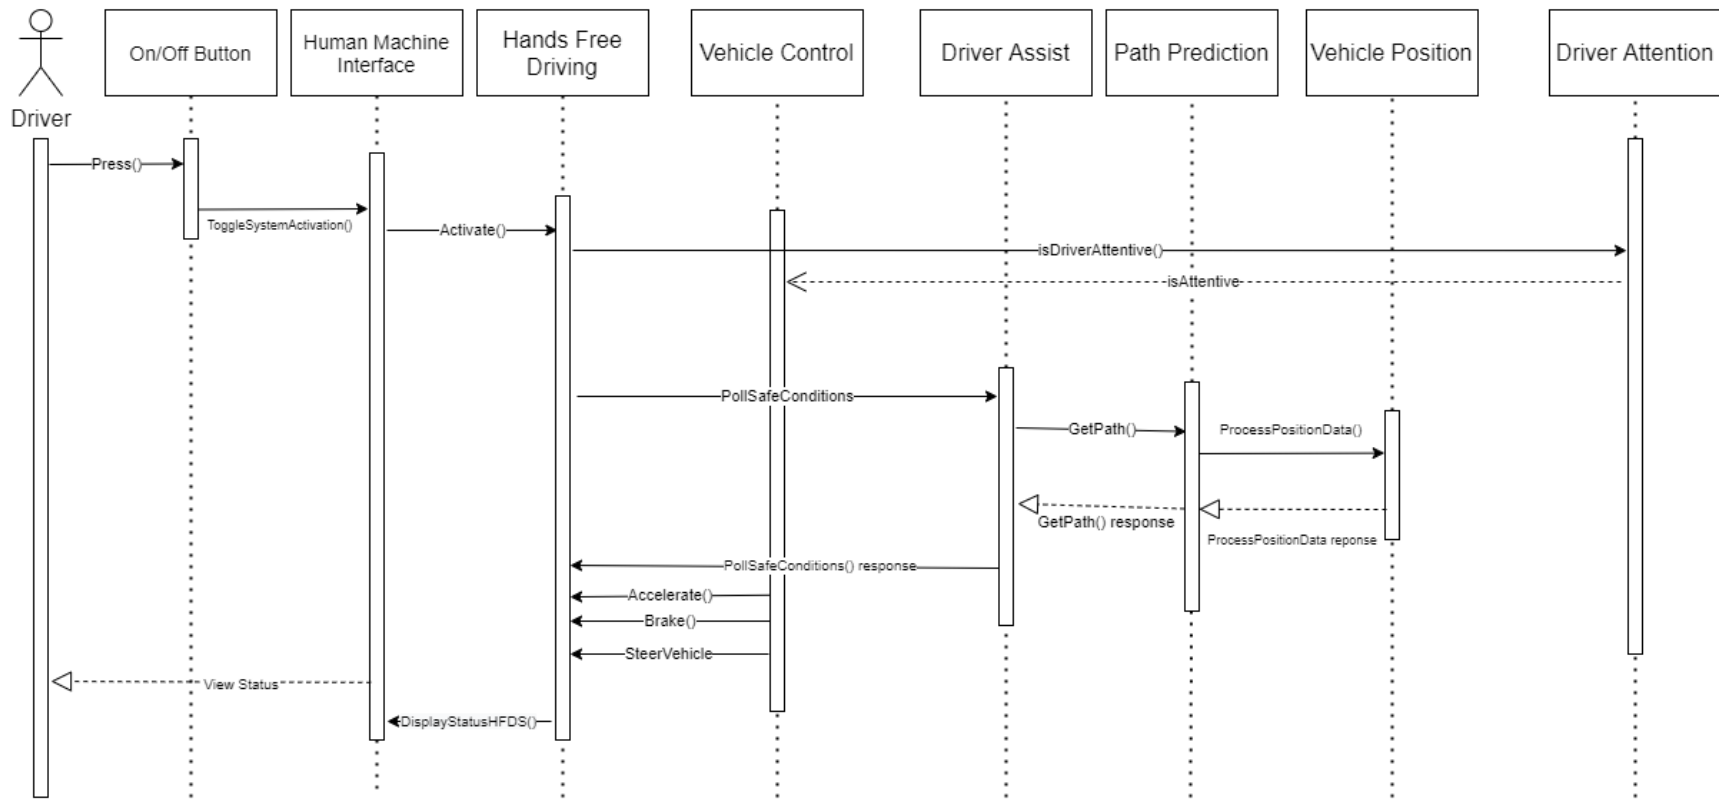 Driver
On/Off Button
Human Machine
Interface
Hands Free
Driving
Vehicle Control
Driver Assist
Path Prediction
Vehicle Position
Driver Attention
Press()
ToggleSystemActivation()
Activate()
isDriverAttentive()
isAttentive
PollSafeConditions
GetPath()
ProcessPositionData()
GetPath() response
ProcessPositionData reponse
PollSafeConditions() response
Accelerate()
Brake()
SteerVehicle
View Status
DisplayStatusHFDS()